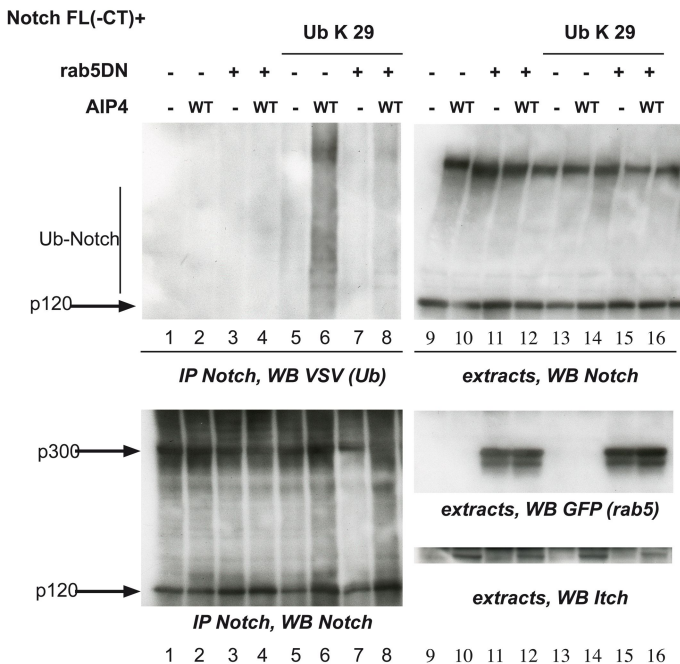 Notch FL(-CT)+
Ub K 29 Ub K 29
rab5DN - - + + - - + + - - + + - - + +
AIP4 - WT - WT - WT - WT - WT - WT - WT - WT
Ub-Notch
p120
1 2 3 4 5 6 7 8 9 10 11 12 13 14 15 16
IP Notch, WB VSV (Ub) extracts, WB Notch
p300
extracts, WB GFP (rab5)
p120
extracts, WB Itch
IP Notch, WB Notch
1 2 3 4 5 6 7 8 9 10 11 12 13 14 15 16